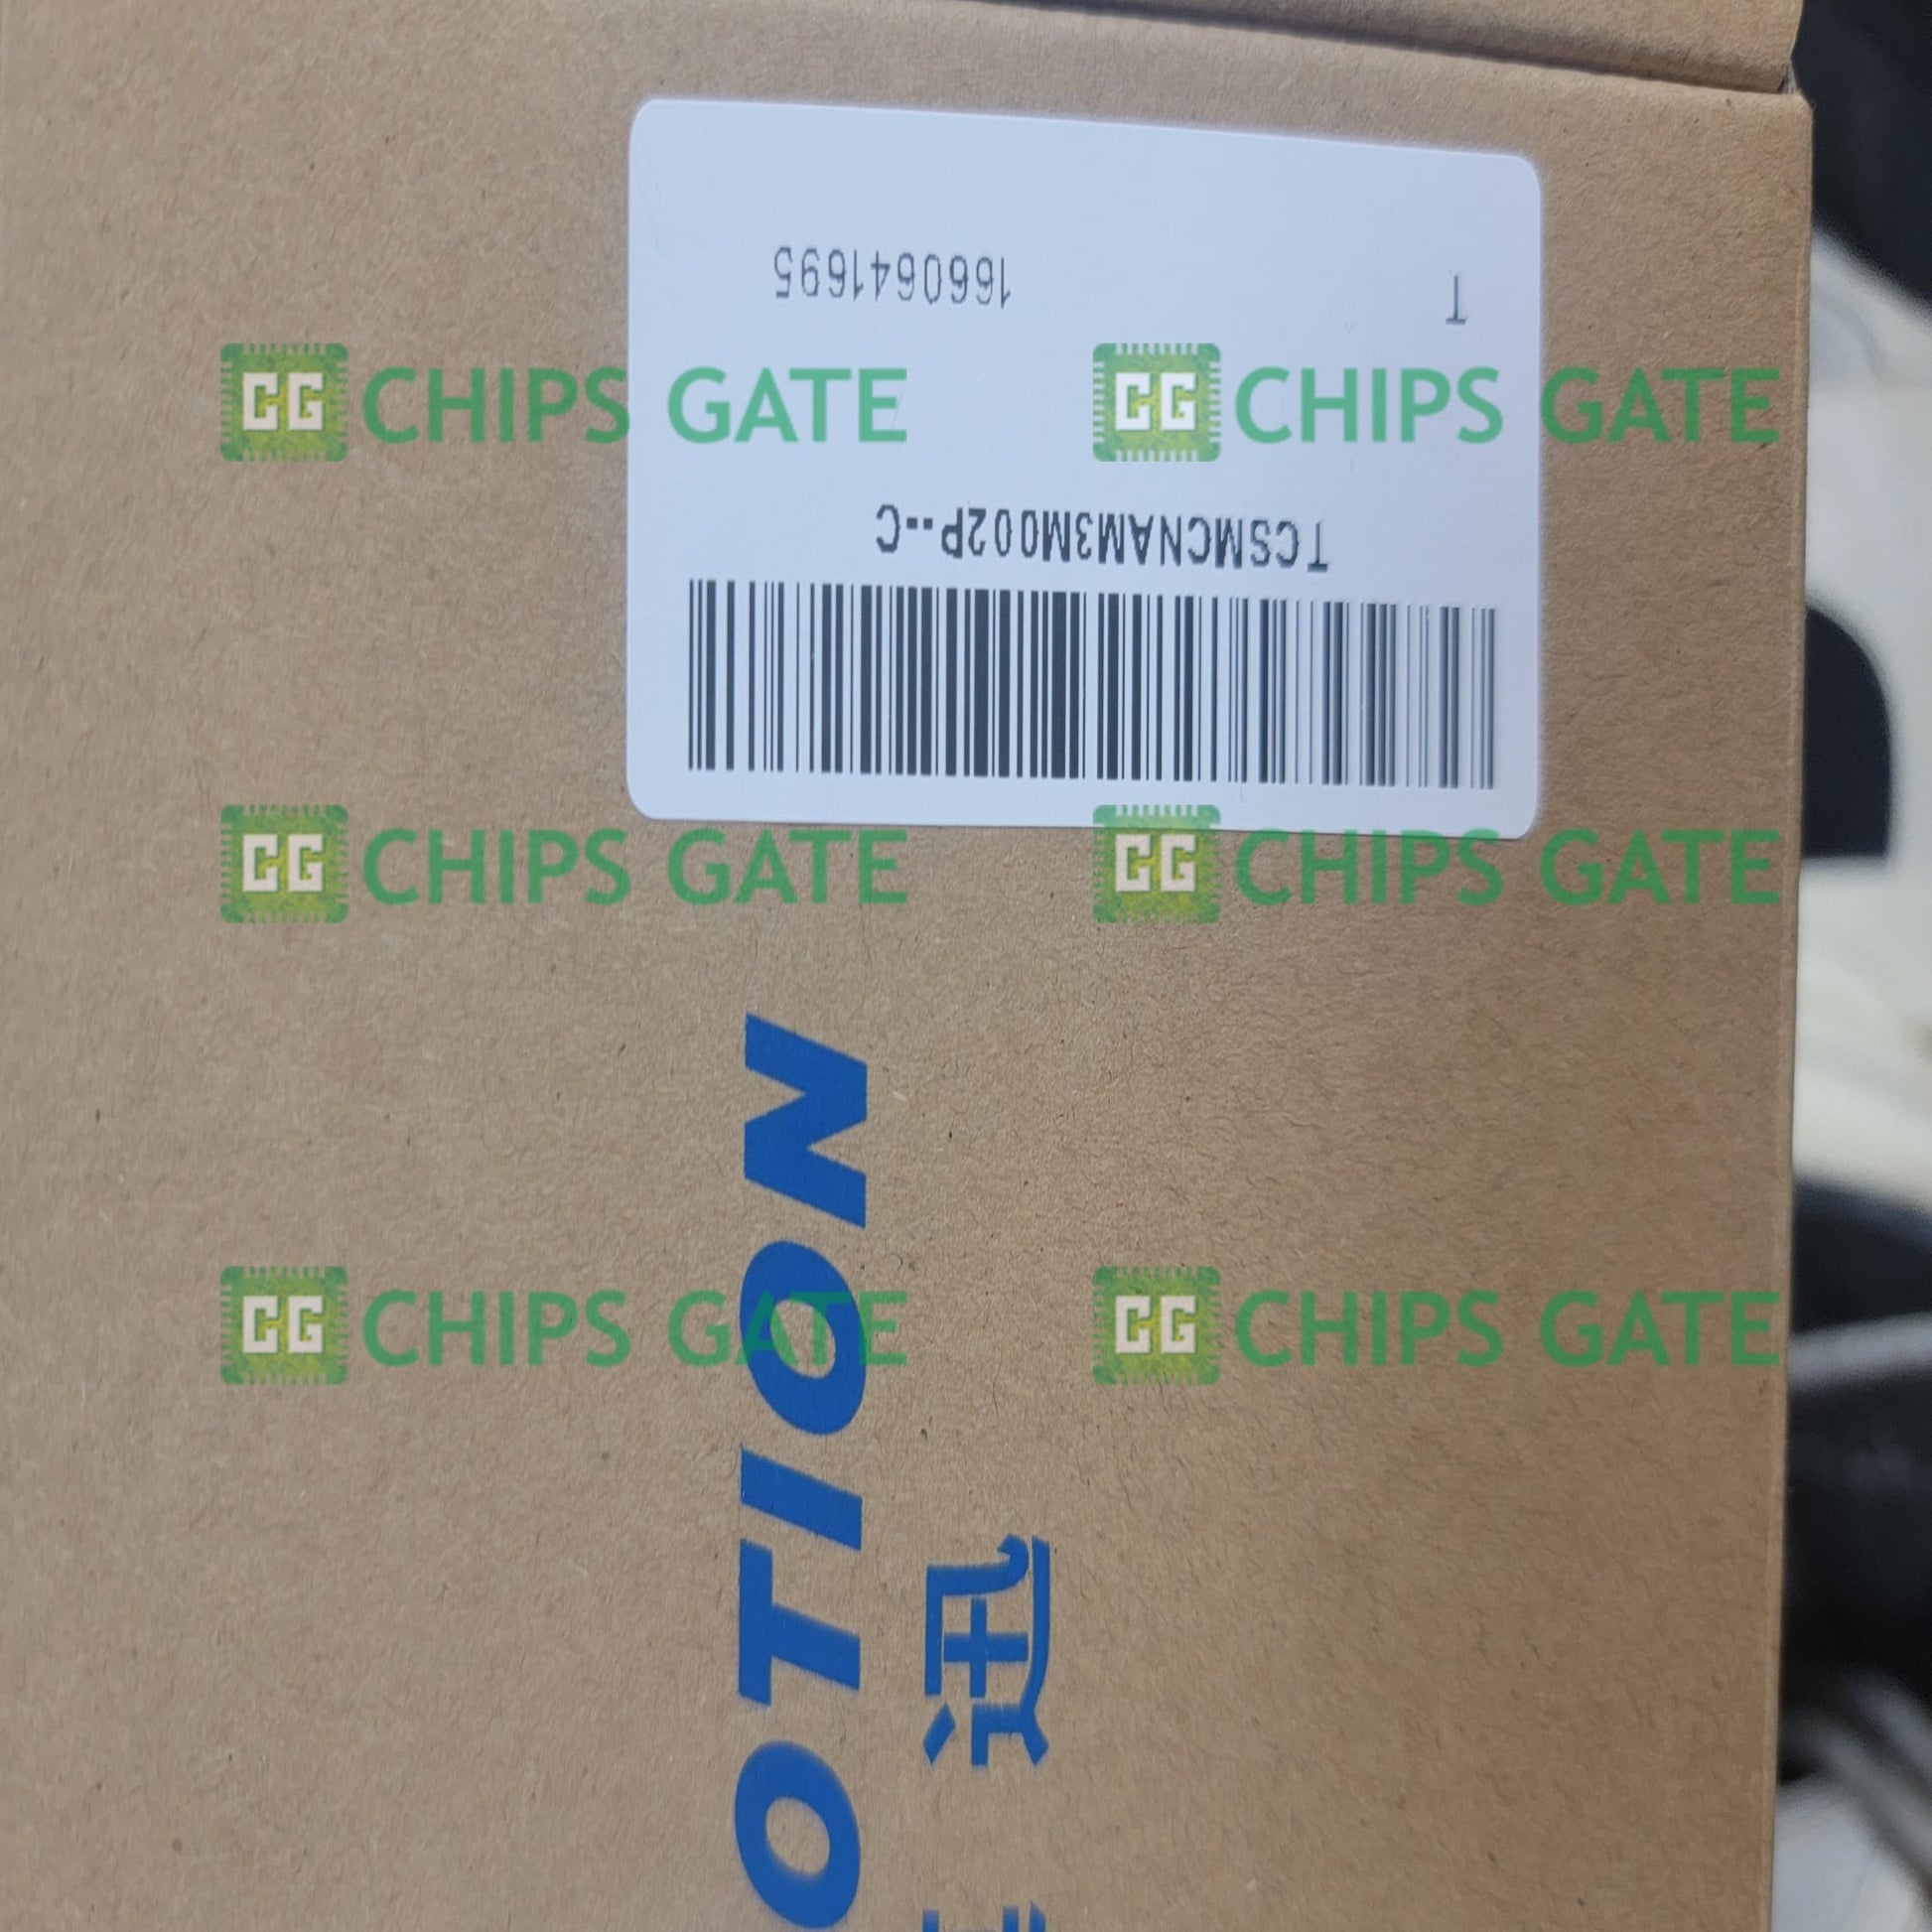 TCSMCNAM3M002P--C
T 1660641695
OTION
迅
CG CHIPS GATE
CG CHIPS GATE
CG CHIPS GATE
CG CHIPS GATE
CG CHIPS GATE
CG CHIPS GATE